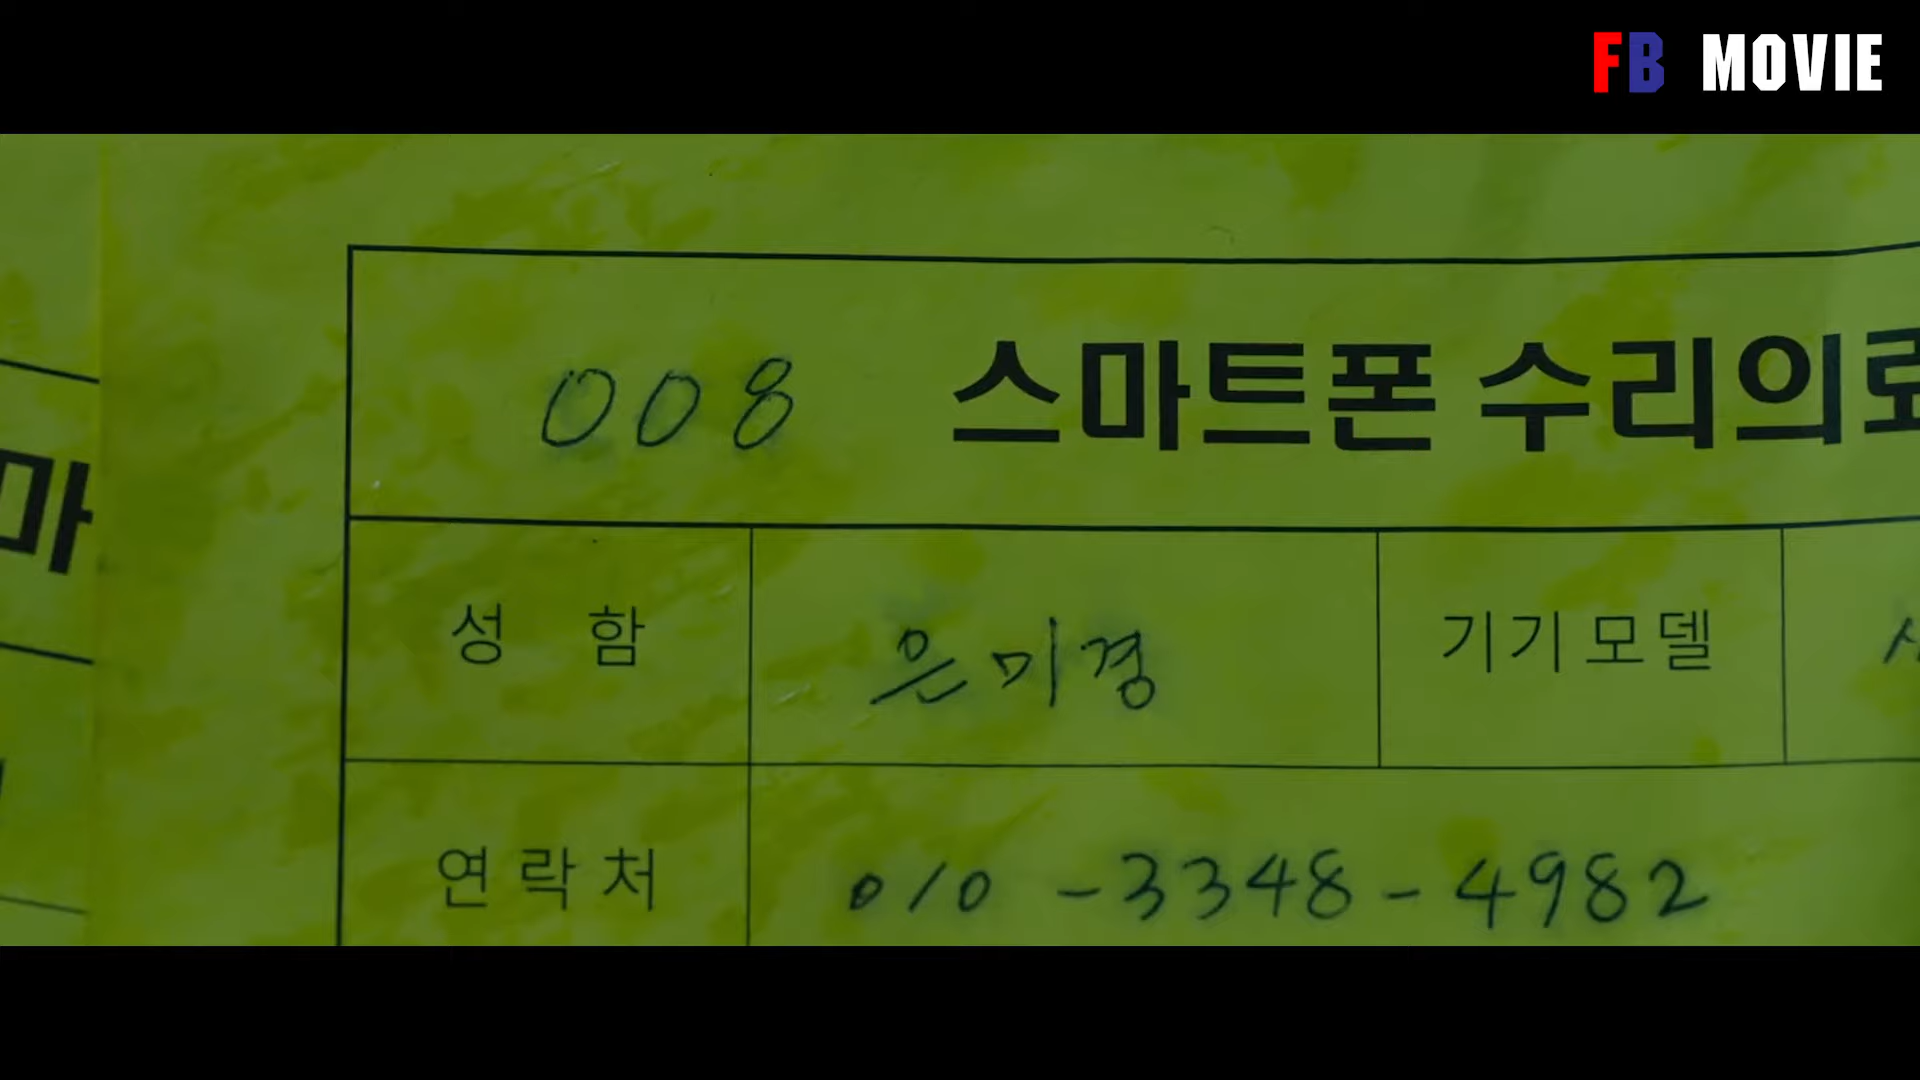 FB MOVIE
008 스마트폰 수리의뢰
마
성 함 은미경 기기모델
연락처 010-3348-4982